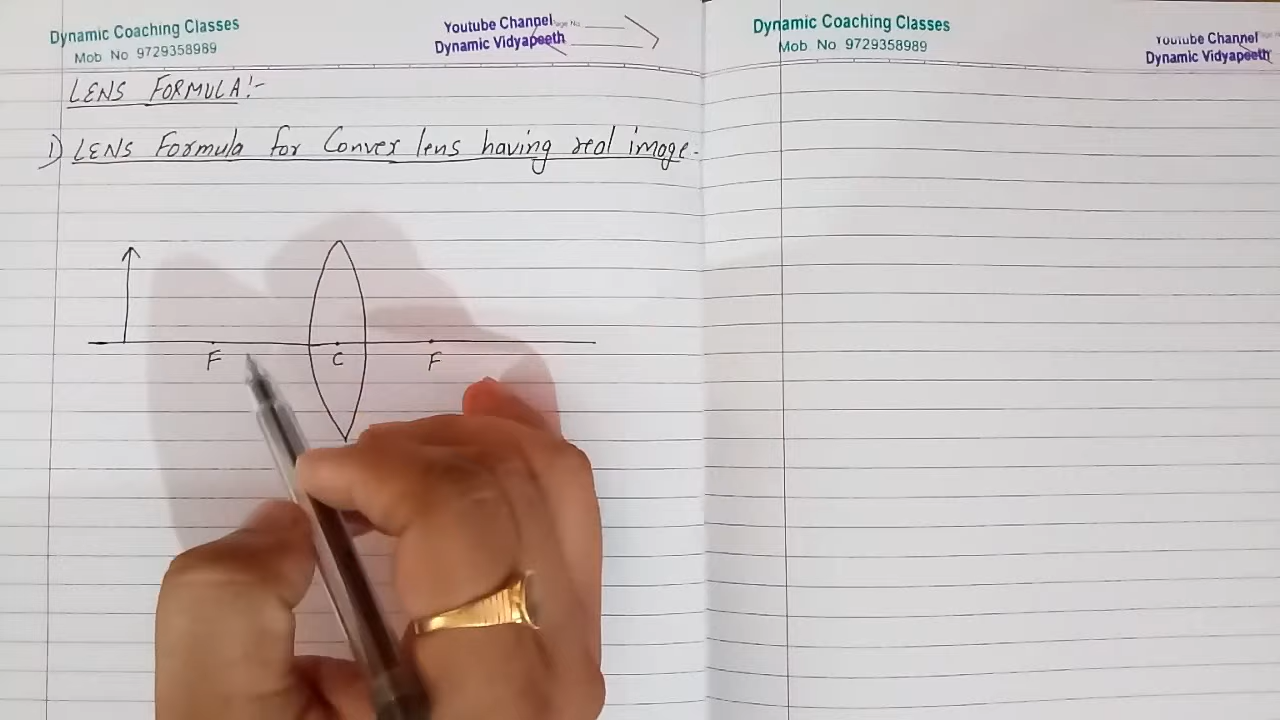 Dynamic Coaching Classes
Mob No 9729358989
Youtube Channel
Dynamic Vidyapeeth
LENS FORMULA:-
1) LENS Formula for Convex lens having real image.
F
C
F
Dynamic Coaching Classes
Mob No 9729358989
Youtube Channel
Dynamic Vidyapeeth